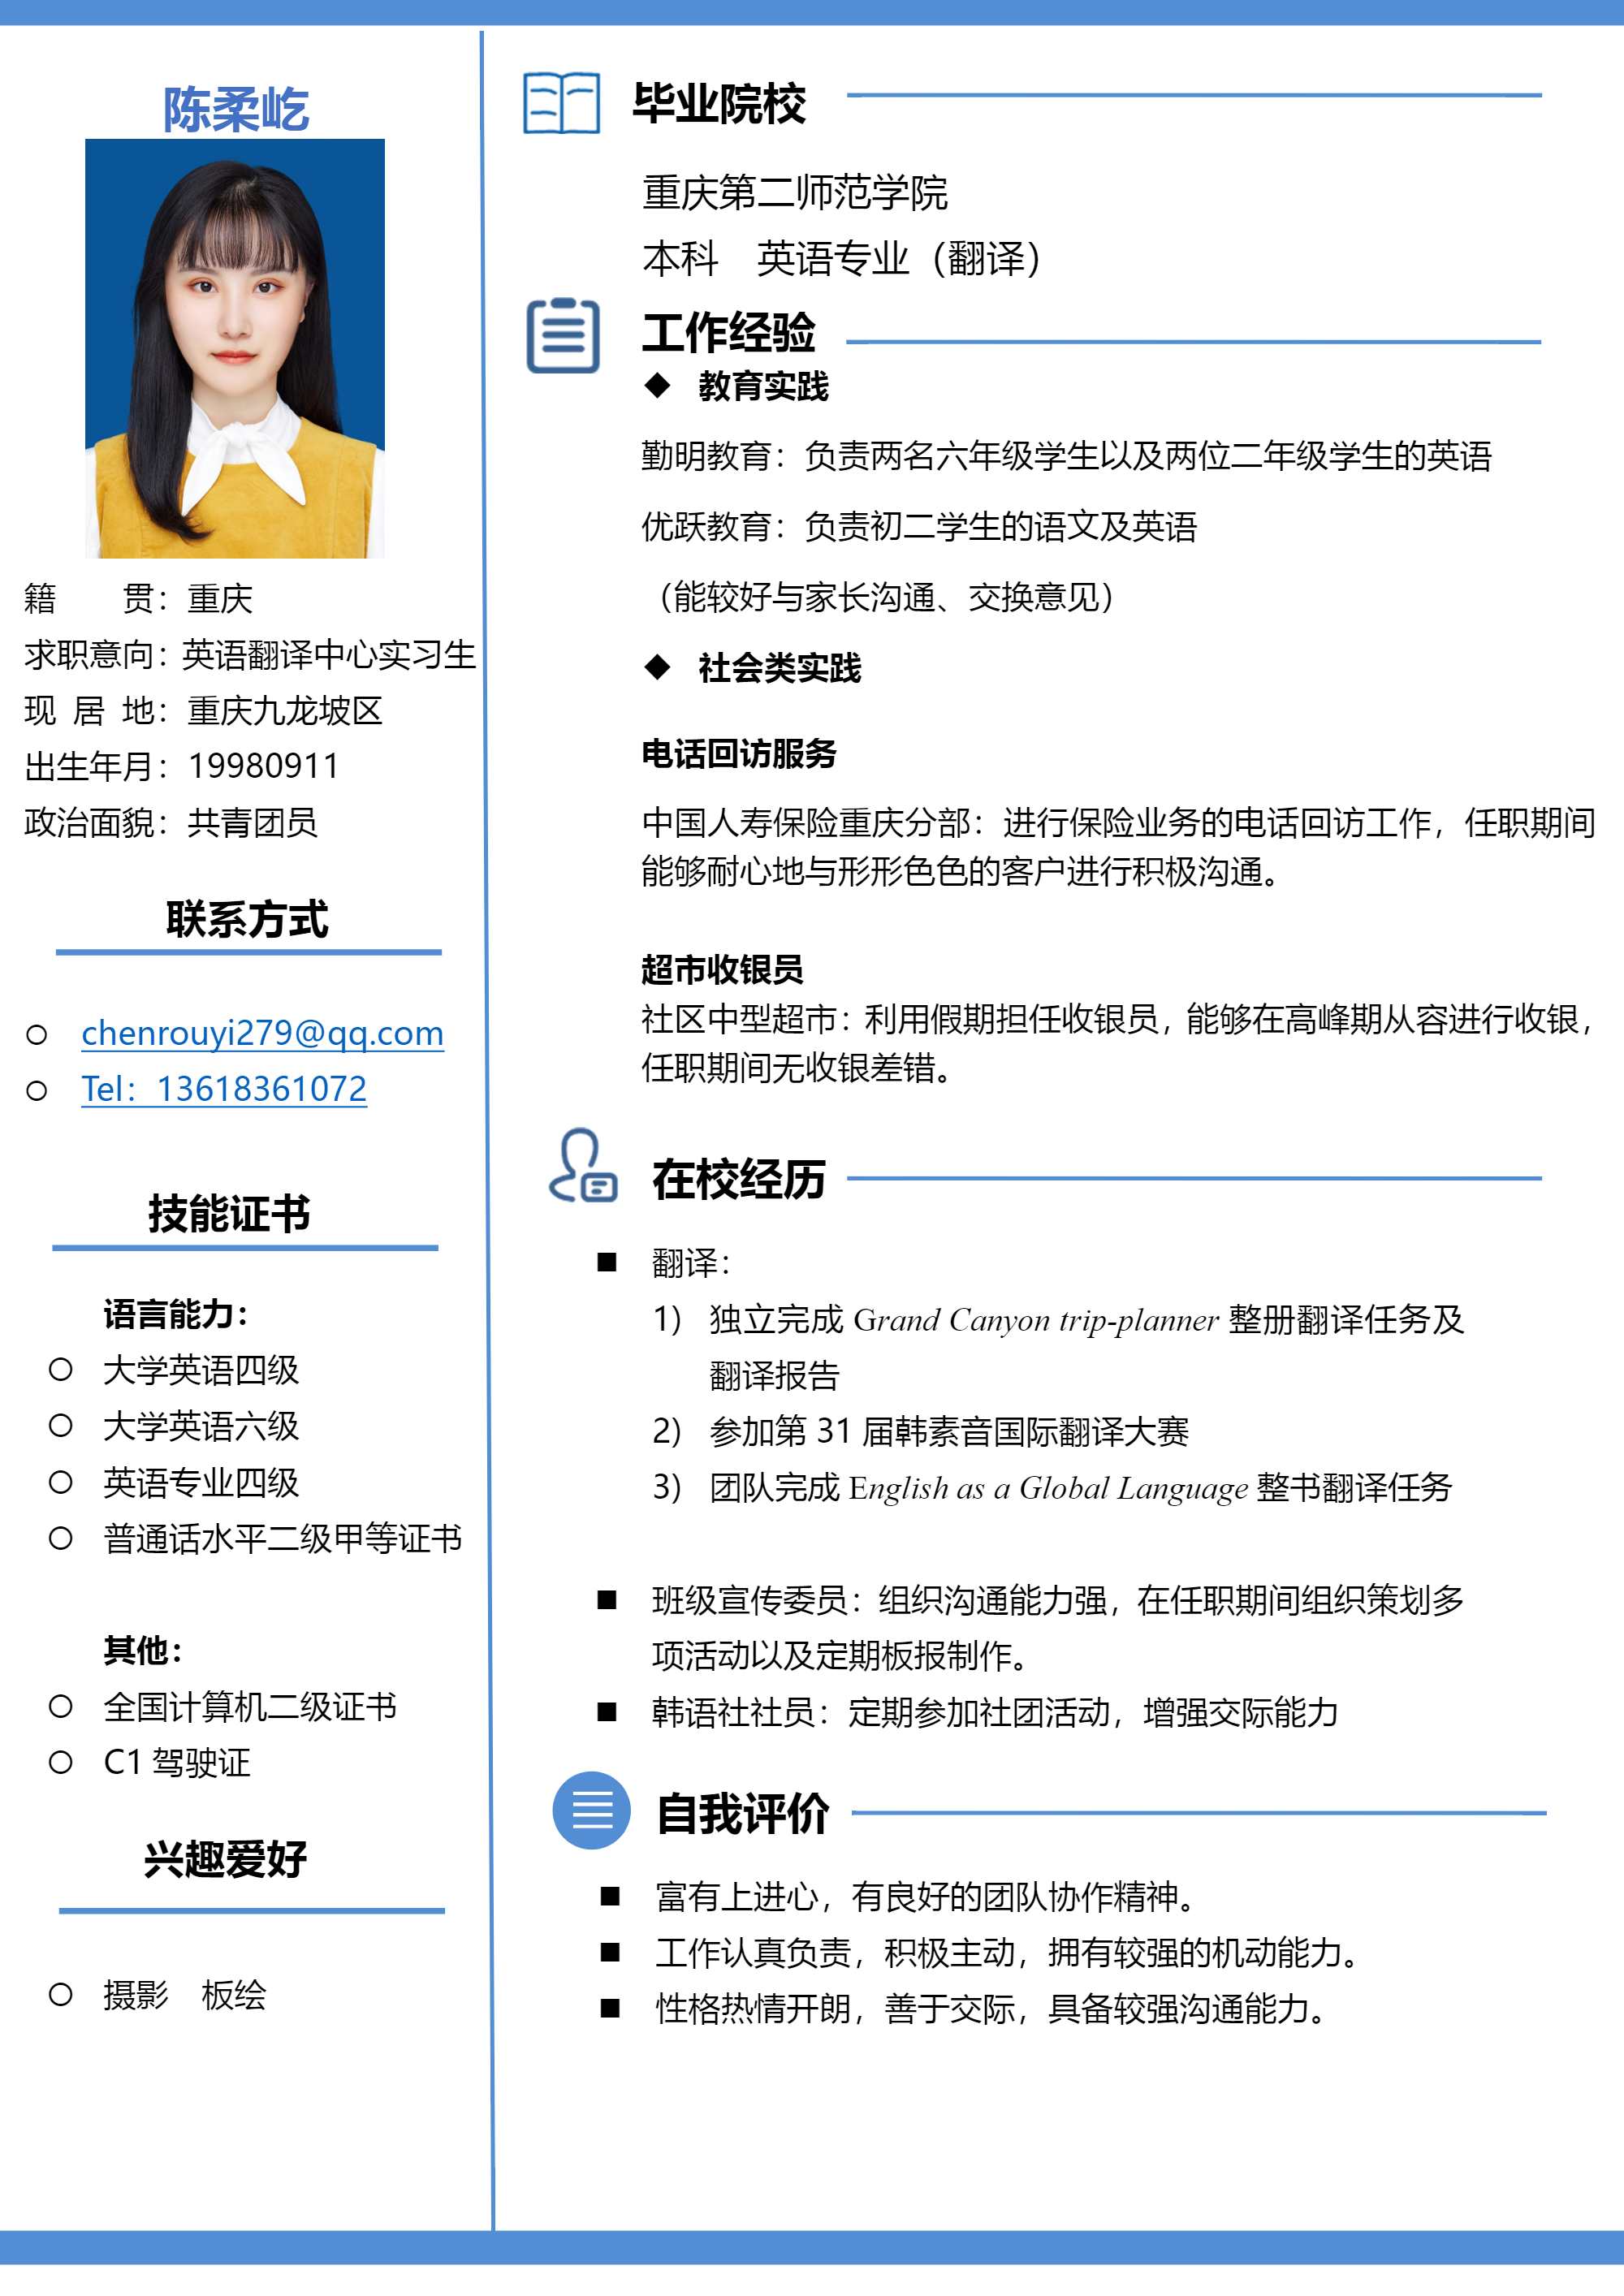 陈柔屹
籍　　贯：重庆
求职意向：英语翻译中心实习生
现 居 地：重庆九龙坡区
出生年月：19980911
政治面貌：共青团员
联系方式
chenrouyi279@qq.com
Tel：13618361072
技能证书
语言能力：
大学英语四级
大学英语六级
英语专业四级
普通话水平二级甲等证书
其他：
全国计算机二级证书
C1 驾驶证
兴趣爱好
摄影　板绘
毕业院校
重庆第二师范学院
本科　英语专业（翻译）
工作经验
◆ 教育实践
勤明教育：负责两名六年级学生以及两位二年级学生的英语
优跃教育：负责初二学生的语文及英语
（能较好与家长沟通、交换意见）
◆ 社会类实践
电话回访服务
中国人寿保险重庆分部：进行保险业务的电话回访工作，任职期间
能够耐心地与形形色色的客户进行积极沟通。
超市收银员
社区中型超市：利用假期担任收银员，能够在高峰期从容进行收银，
任职期间无收银差错。
在校经历
■ 翻译：
1) 独立完成 Grand Canyon trip-planner 整册翻译任务及
翻译报告
2) 参加第 31 届韩素音国际翻译大赛
3) 团队完成 English as a Global Language 整书翻译任务
■ 班级宣传委员：组织沟通能力强，在任职期间组织策划多
项活动以及定期板报制作。
■ 韩语社社员：定期参加社团活动，增强交际能力
自我评价
■ 富有上进心，有良好的团队协作精神。
■ 工作认真负责，积极主动，拥有较强的机动能力。
■ 性格热情开朗，善于交际，具备较强沟通能力。